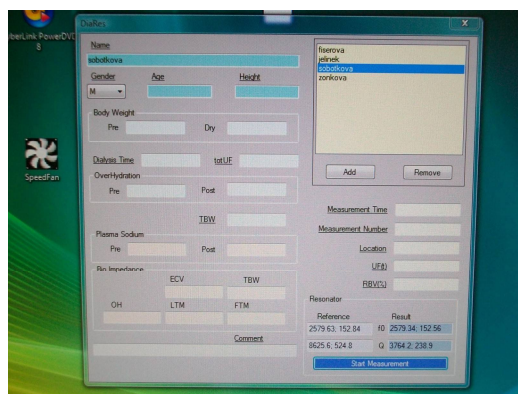 berLink PowerDVD
8
SpeedFan
DiaRes
x
Name
sobotkova
Gender
Age
Height
M
Body Weight
Pre
Dry
Dialysis Time
totUF
OverHydration
Pre
Post
TBW
Plasma Sodium
Pre
Post
Bio Impedance
ECV
TBW
OH
LTM
FTM
Comment
fiserova
jelinek
sobotkova
zonkova
Add
Remove
Measurement Time
Measurement Number
Location
UF(l)
RBV(%)
Resonator
Reference
Result
2579.63; 152.84
f0
2579.34; 152.56
8625.6; 524.8
Q
3764.2; 238.9
Start Measurement